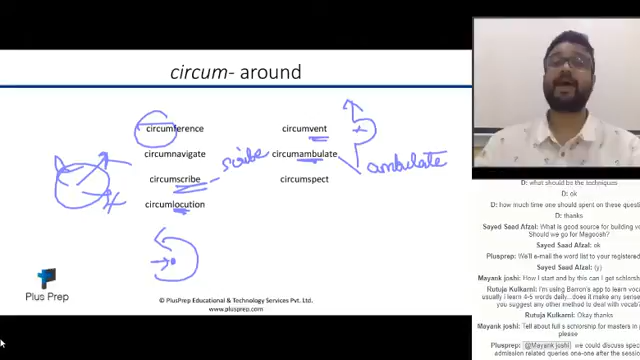 circum- around
circumference
circumvent
circumnavigate
circumambulate
circumscribe
circumspect
circumlocution
scribe
ambulate
Plus Prep
© PlusPrep Educational & Technology Services Pvt. Ltd.
www.plusprep.com
D: what should be the techniques
D: ok
D: how much time one should spent on these quest
D: thanks
Sayed Saad Afzal: What is good source for building vo
Should we go for Magoosh?
Sayed Saad Afzal: ok
Plusprep: We'll e-mail the word list to your registered
Sayed Saad Afzal: (y)
Mayank joshi: How I start and by this can I get schola
Rutuja Kulkarni: I'm using Barron's app to learn vocab
usually i learn 4-5 words daily...does it make any sense
you suggest any other method to deal with vocab!
Rutuja Kulkarni: Okay thanks
Mayank joshi: Tell about full s schlorship for masters in
please
Plusprep: @Mayank joshi we could discuss spec
admission related queries one-on-one after the sess